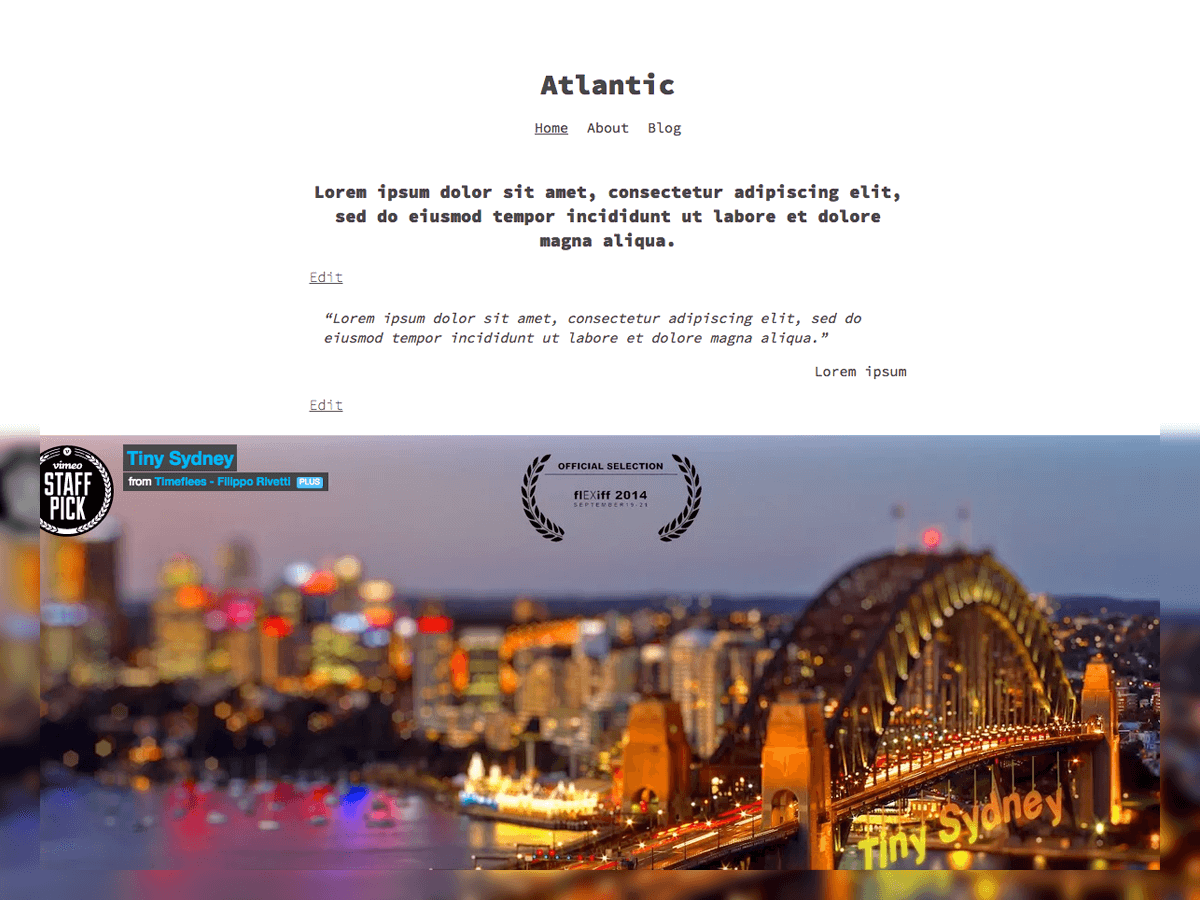 Atlantic
Home About Blog
Lorem ipsum dolor sit amet, consectetur adipiscing elit,
sed do eiusmod tempor incididunt ut labore et dolore
magna aliqua.
Edit
“Lorem ipsum dolor sit amet, consectetur adipiscing elit, sed do
eiusmod tempor incididunt ut labore et dolore magna aliqua.”
Lorem ipsum
Edit
vimeo
STAFF
PICK
Tiny Sydney
from Timeflees - Filippo Rivetti PLUS
OFFICIAL SELECTION
flEXiff 2014
Tiny Sydney